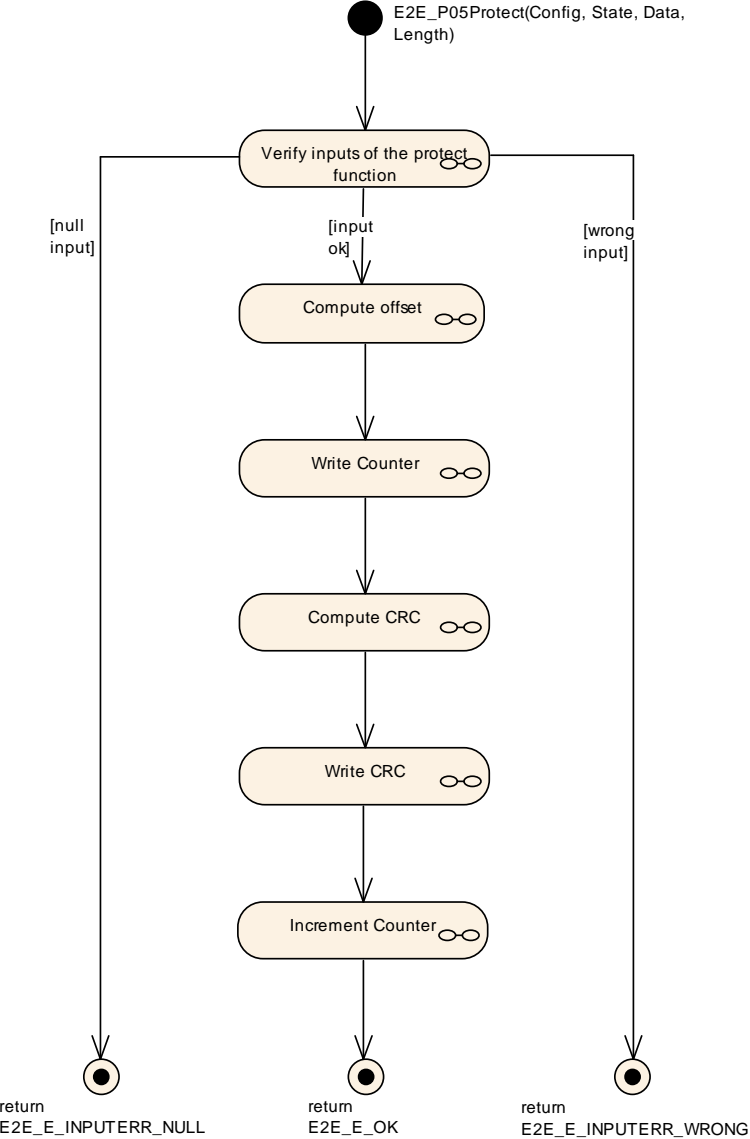 E2E_P05Protect(Config, State, Data,
Length)
Verify inputs of the protect
function
[null
input]
[input
ok]
[wrong
input]
Compute offset
Write Counter
Compute CRC
Write CRC
Increment Counter
return
E2E_E_INPUTERR_NULL
return
E2E_E_OK
return
E2E_E_INPUTERR_WRONG